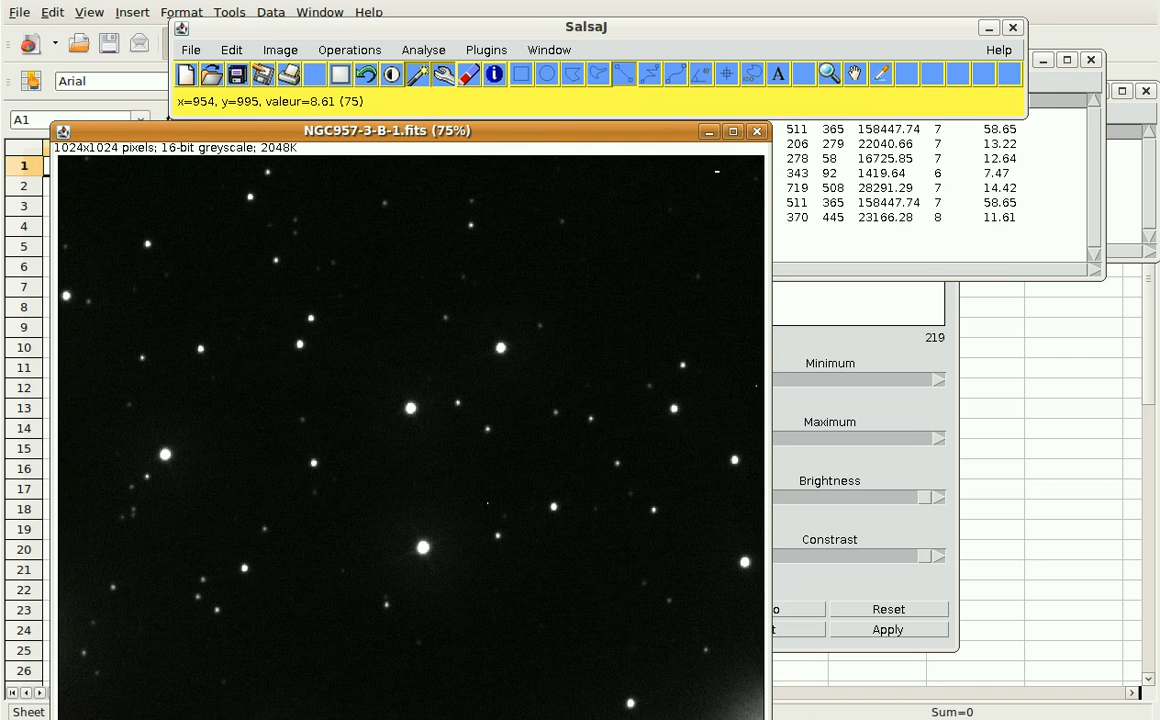 File Edit View Insert Format Tools Data Window Help
SalsaJ
File Edit Image Operations Analyse Plugins Window Help
Arial
A
x=954, y=995, valeur=8.61 (75)
A1
NGC957-3-B-1.fits (75%)
1024x1024 pixels; 16-bit greyscale; 2048K
511 365 158447.74 7 58.65
206 279 22040.66 7 13.22
278 58 16725.85 7 12.64
343 92 1419.64 6 7.47
719 508 28291.29 7 14.42
511 365 158447.74 7 58.65
370 445 23166.28 8 11.61
1
2
3
4
5
6
7
8
9
10
11
12
13
14
15
16
17
18
19
20
21
22
23
24
25
26
219
Minimum
Maximum
Brightness
Constrast
Reset
Apply
Sheet
Sum=0